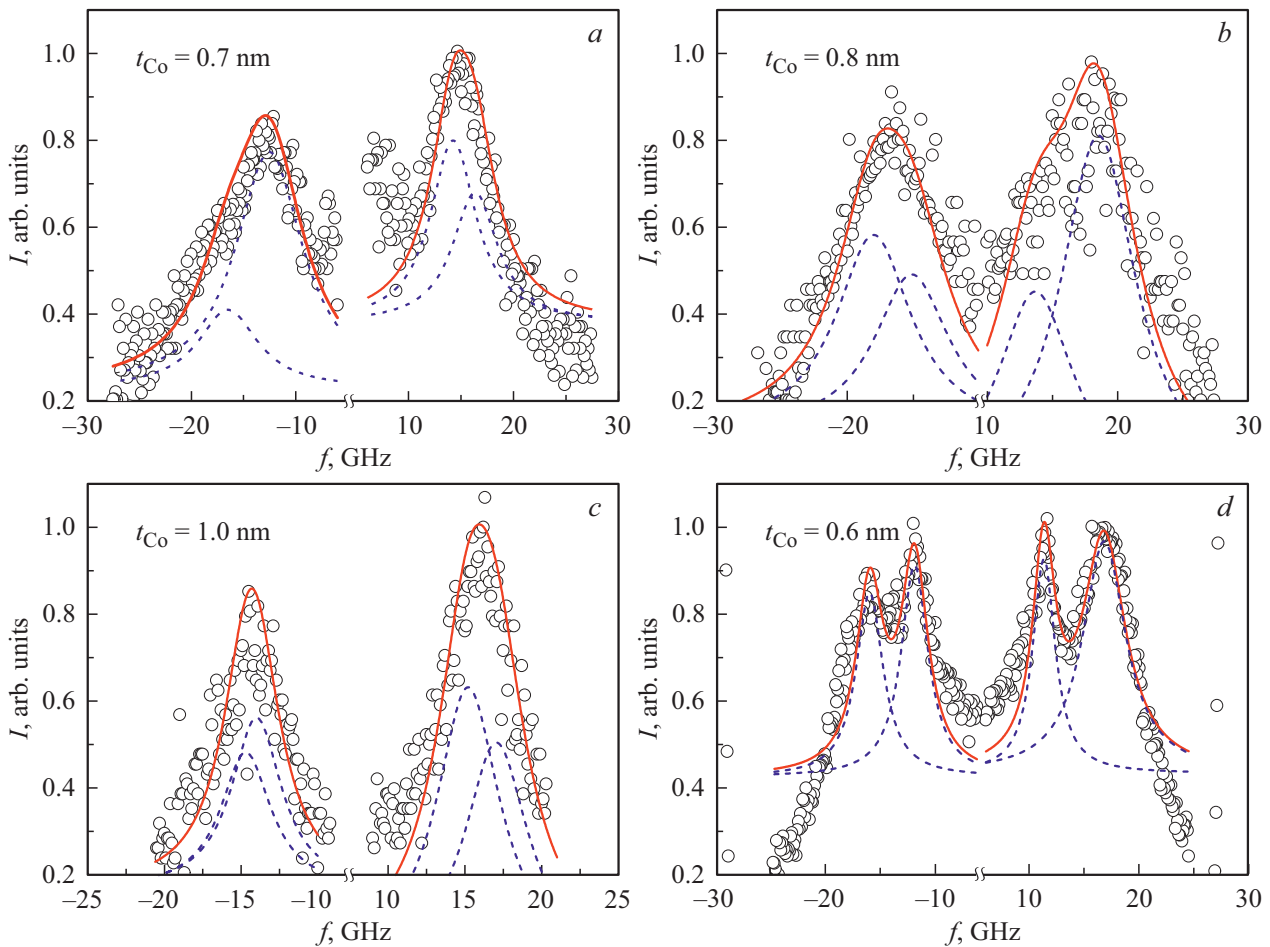 a
t_Co = 0.7 nm
1.0
0.8
0.6
0.4
0.2
I, arb. units
–30 –20 –10 10 20 30
f, GHz
b
t_Co = 0.8 nm
1.0
0.8
0.6
0.4
0.2
I, arb. units
–30 –20 10 20 30
f, GHz
c
t_Co = 1.0 nm
1.0
0.8
0.6
0.4
0.2
I, arb. units
–25 –20 –15 –10 10 15 20 25
f, GHz
d
t_Co = 0.6 nm
1.0
0.8
0.6
0.4
0.2
I, arb. units
–30 –20 –10 10 20 30
f, GHz